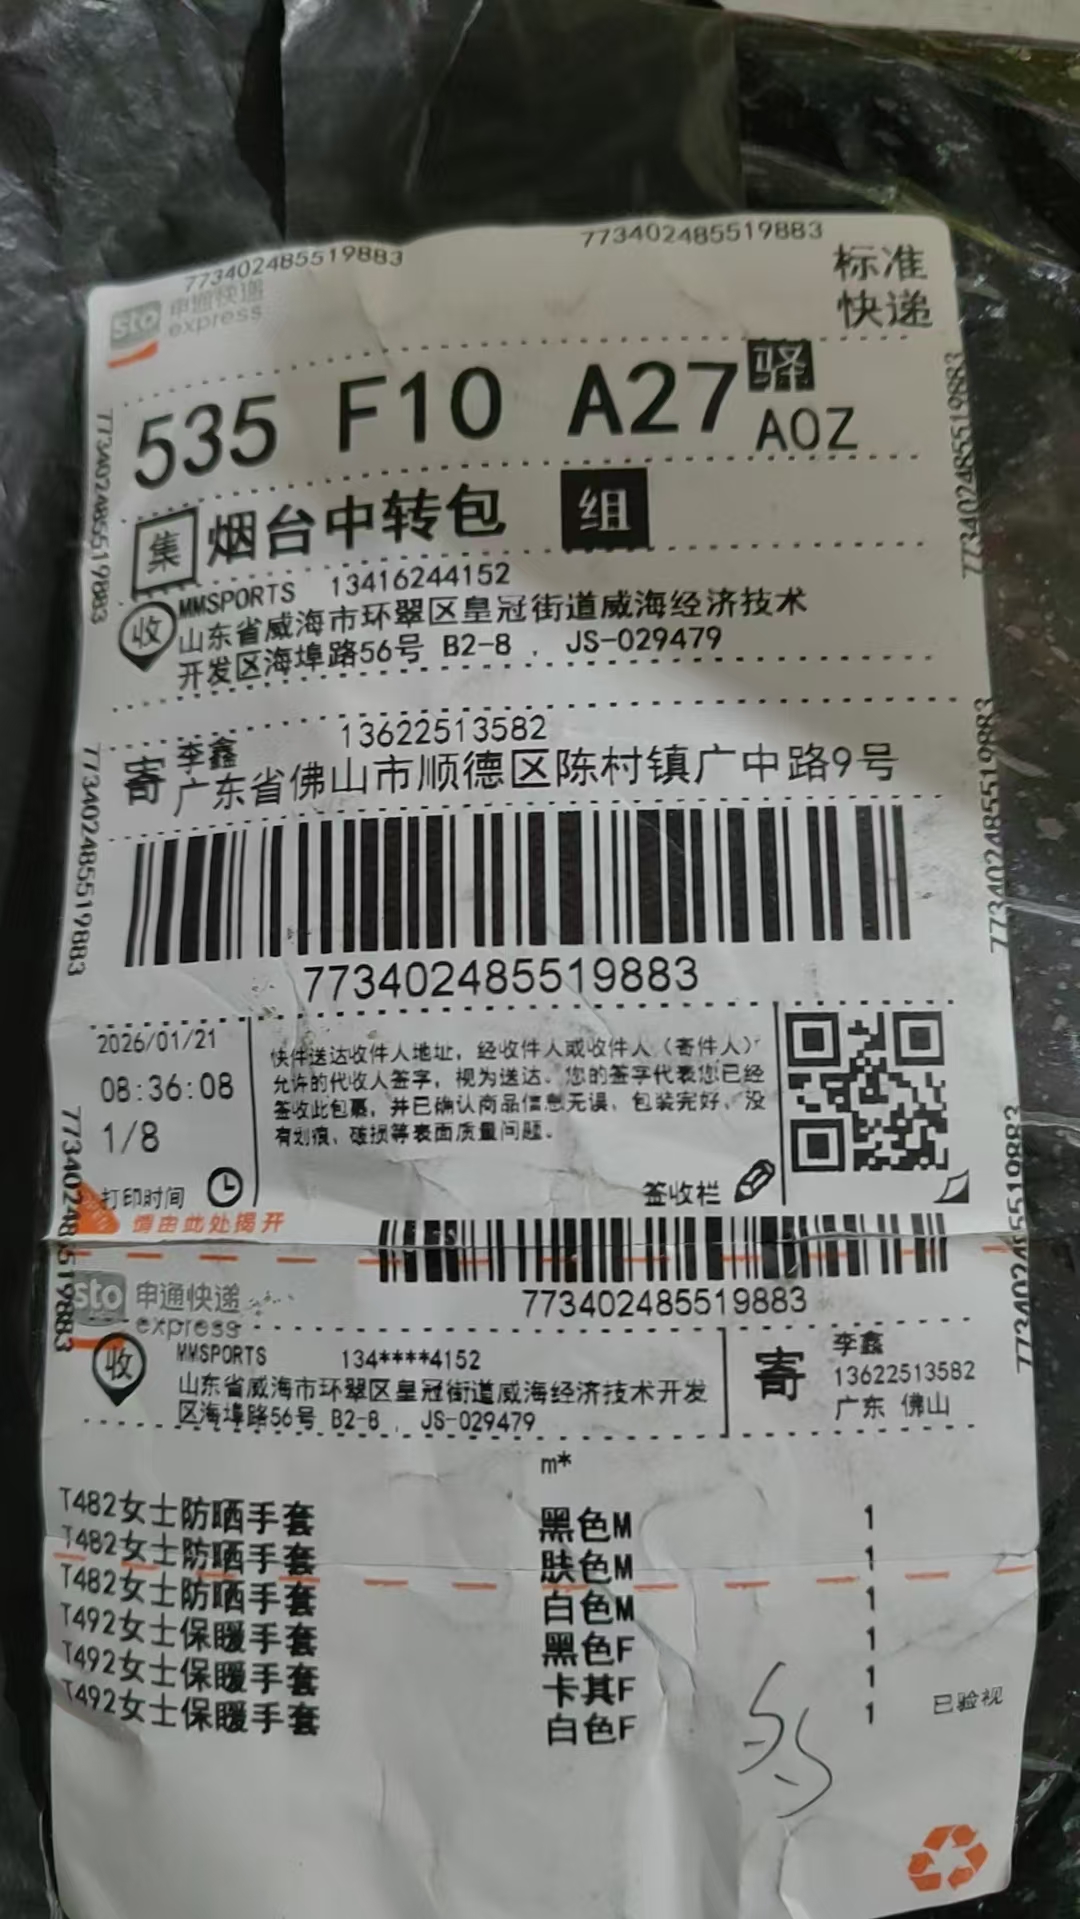 773402485519883
773402485519883
sto 申通快递
express
标准
快递
535 F10 A27
驿
A0Z
集 烟台中转包 组
收
MMSPORTS 13416244152
山东省威海市环翠区皇冠街道威海经济技术
开发区海埠路56号 B2-8 , JS-029479
寄
李鑫 13622513582
广东省佛山市顺德区陈村镇广中路9号
773402485519883
773402485519883
773402485519883
773402485519883
773402485519883
2026/01/21
08:36:08
1/8
打印时间
快件送达收件人地址，经收件人或收件人（寄件人）
允许的代收人签字，视为送达。您的签字代表您已经
签收此包裹，并已确认商品信息无误、包装完好、没
有划痕、破损等表面质量问题。
签收栏
请由此处揭开
773402485519883
773402485519883
773402485519883
sto 申通快递
express
收
MMSPORTS 134****4152
山东省威海市环翠区皇冠街道威海经济技术开发
区海埠路56号 B2-8 , JS-029479
寄
李鑫
13622513582
广东 佛山
m*
T482女士防晒手套 黑色M 1
T482女士防晒手套 肤色M 1
T482女士防晒手套 白色M 1
T492女士保暖手套 黑色F 1
T492女士保暖手套 卡其F 1
T492女士保暖手套 白色F 1
已验视